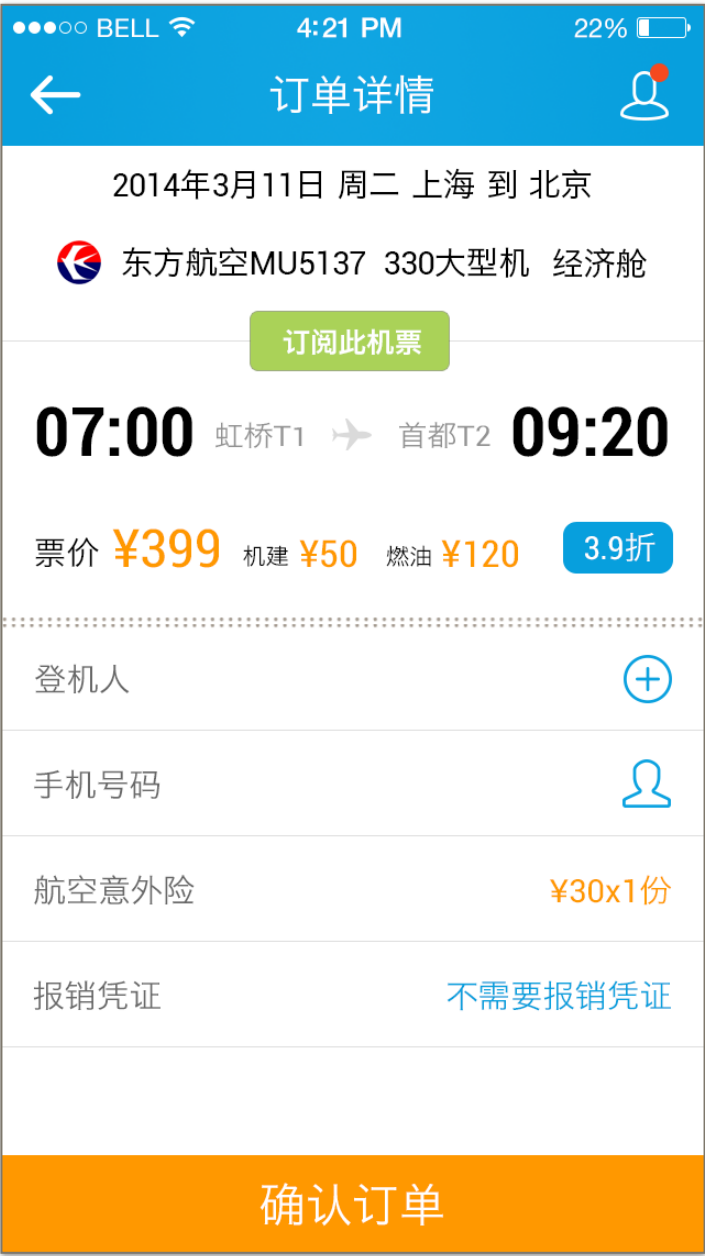 BELL 4:21 PM 22%
订单详情
2014年3月11日 周二 上海 到 北京
东方航空MU5137 330大型机 经济舱
订阅此机票
07:00 虹桥T1 首都T2 09:20
票价 ¥399 机建 ¥50 燃油 ¥120 3.9折
登机人
手机号码
航空意外险 ¥30x1份
报销凭证 不需要报销凭证
确认订单